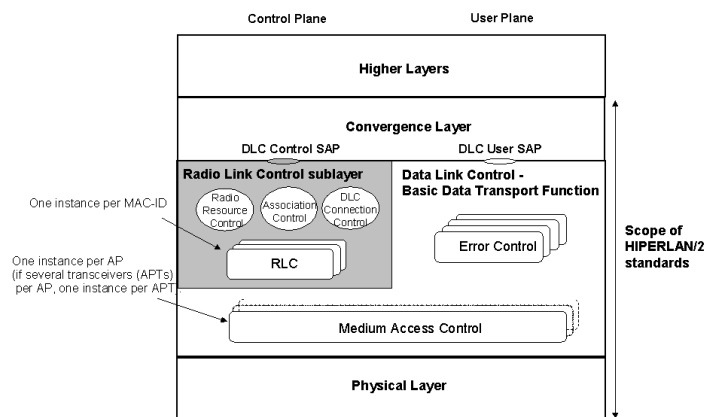 Control Plane
User Plane
Higher Layers
Convergence Layer
DLC Control SAP
DLC User SAP
Radio Link Control sublayer
Data Link Control -
Basic Data Transport Function
Radio
Resource
Control
Association
Control
DLC
Connection
Control
One instance per MAC-ID
Error Control
Scope of
HIPERLAN/2
standards
RLC
One instance per AP
(if several transceivers (APTs)
per AP, one instance per APT)
Medium Access Control
Physical Layer